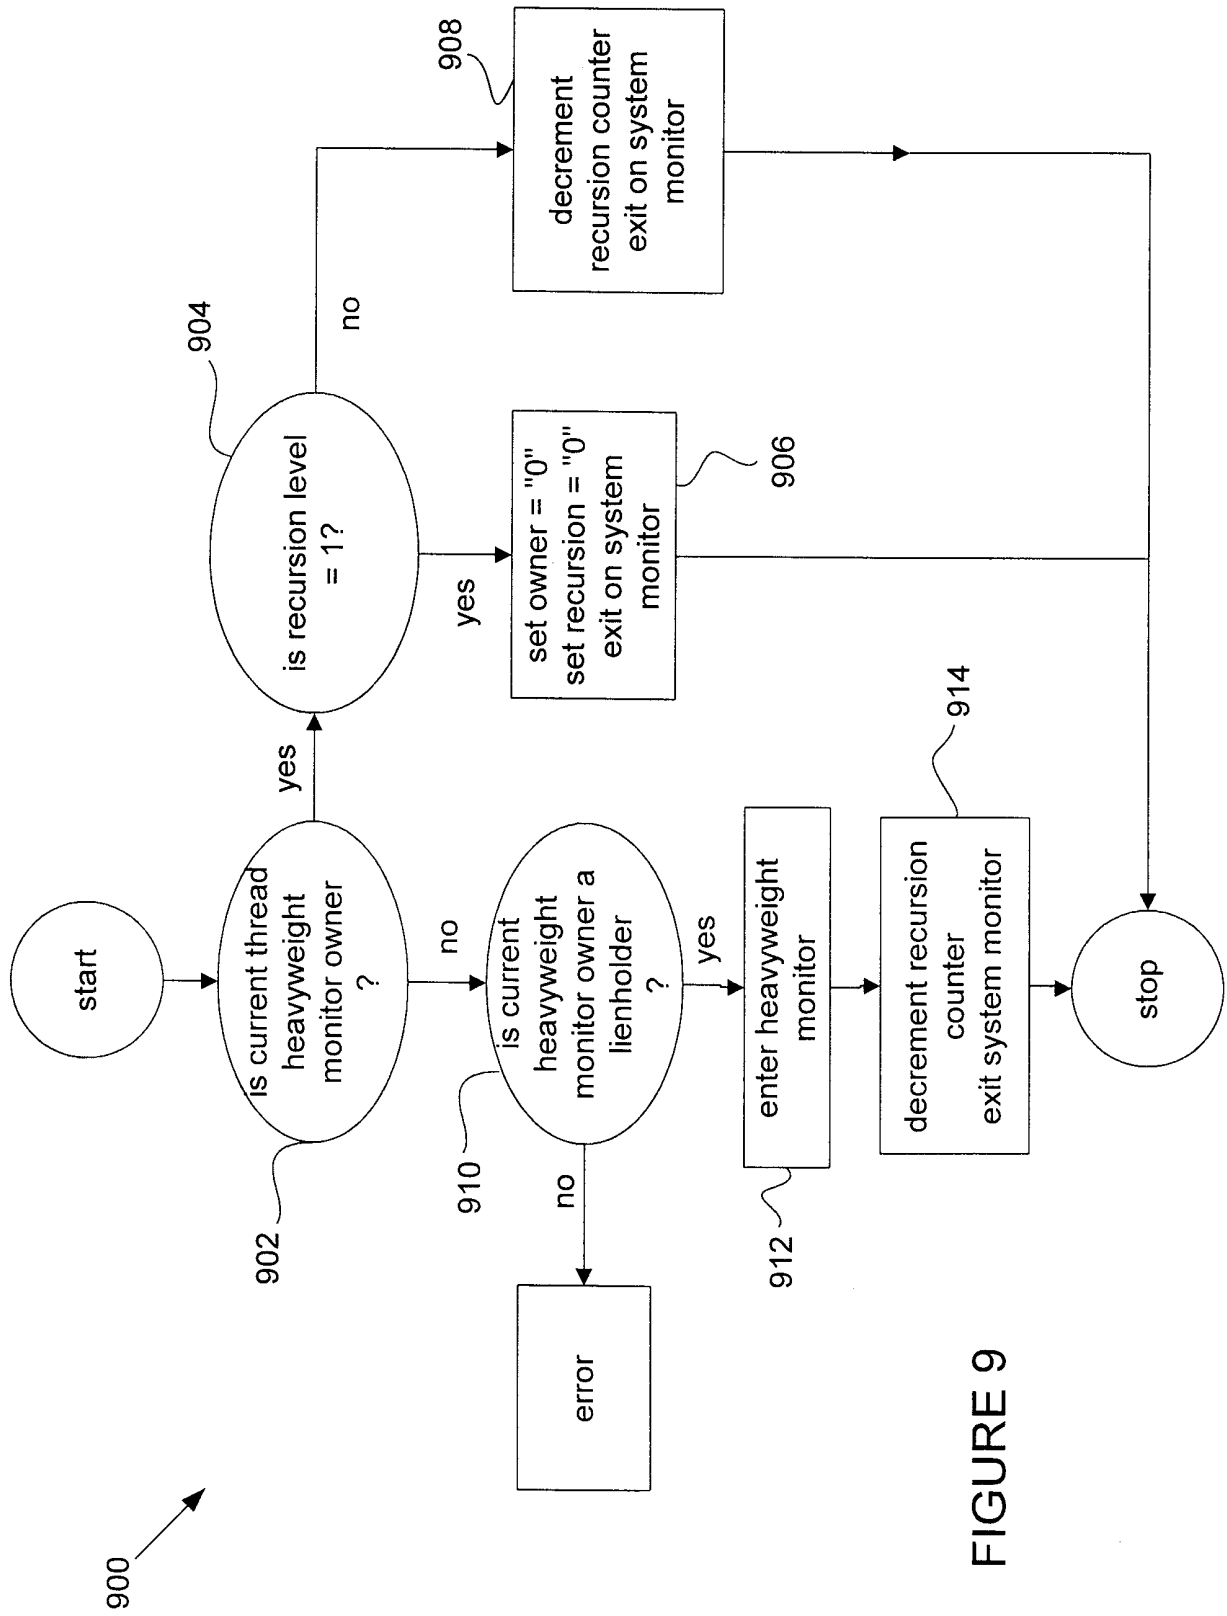 900
start
is current thread
heavyweight
monitor owner
?
902
yes
is recursion level
= 1?
904
no
decrement
recursion counter
exit on system
monitor
908
yes
set owner = "0"
set recursion = "0"
exit on system
monitor
906
no
is current
heavyweight
monitor owner a
lienholder
?
910
no
error
yes
enter heavyweight
monitor
912
decrement recursion
counter
exit system monitor
914
stop
FIGURE 9